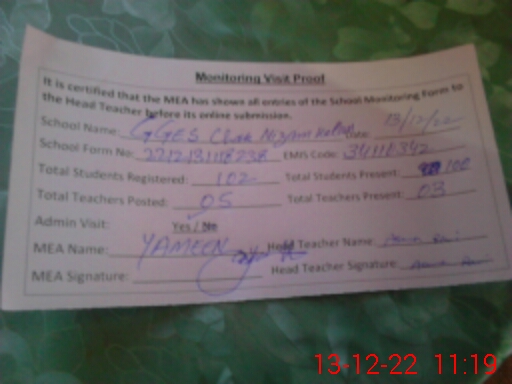 Monitoring Visit Proof
It is certified that the MEA has shown all entries of the School Monitoring Form to
the Head Teacher before its online submission.
School Name: GGES Chak Date: 13/12/22
School Form No: EMIS Code: 34110342
Total Students Registered: 102 Total Students Present: 100
Total Teachers Posted: 05 Total Teachers Present: 03
Admin Visit: Yes / No
MEA Name: YAMEEN Head Teacher Name:
MEA Signature: Head Teacher Signature:
13-12-22 11:19